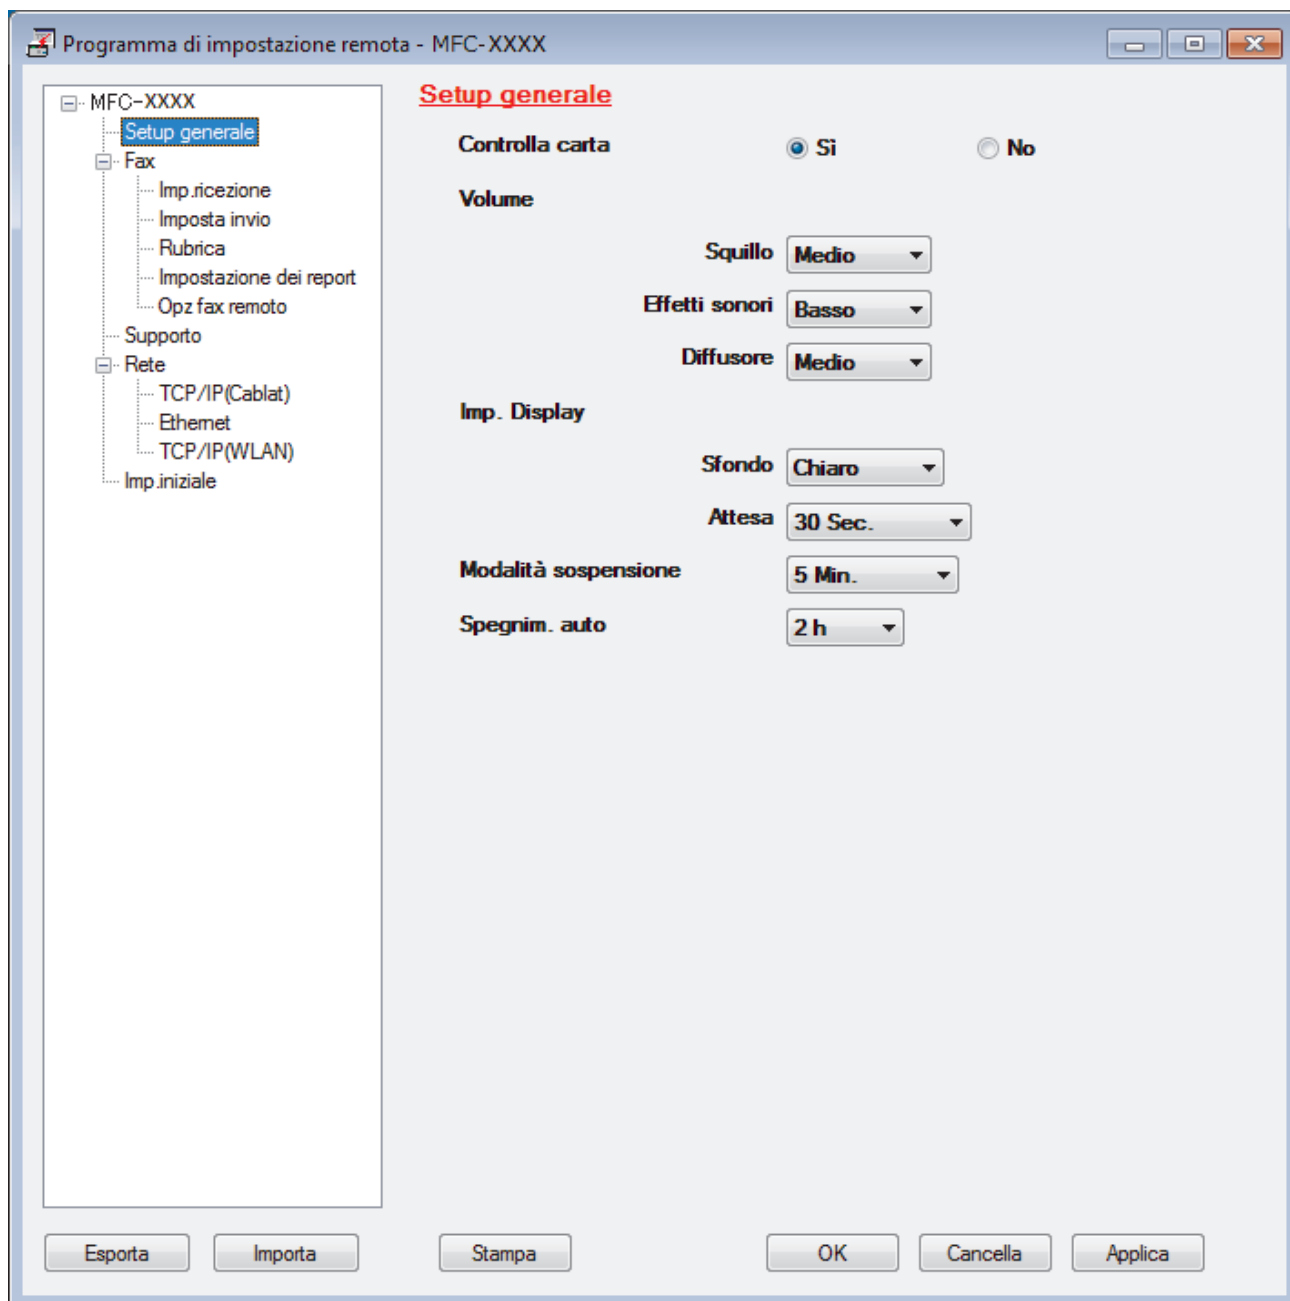 Programma di impostazione remota - MFC-XXXX
MFC-XXXX
Setup generale
Fax
Imp.ricezione
Imposta invio
Rubrica
Impostazione dei report
Opz fax remoto
Supporto
Rete
TCP/IP(Cablat)
Ethernet
TCP/IP(WLAN)
Imp.iniziale
Setup generale
Controlla carta Sì No
Volume
Squillo Medio
Effetti sonori Basso
Diffusore Medio
Imp. Display
Sfondo Chiaro
Attesa 30 Sec.
Modalità sospensione 5 Min.
Spegnim. auto 2 h
Esporta Importa Stampa OK Cancella Applica